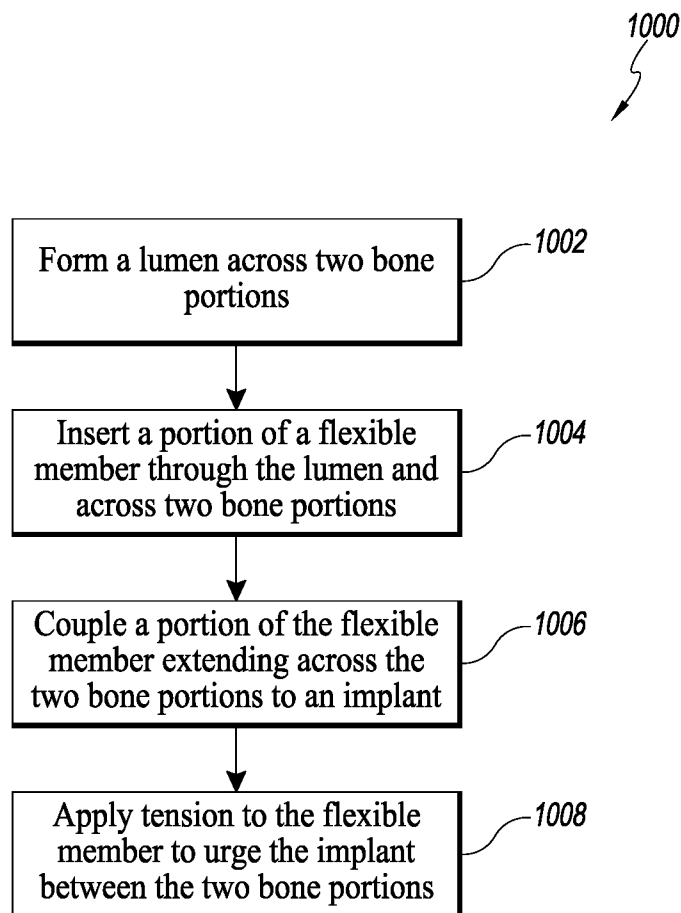 1000
Form a lumen across two bone
portions
1002
Insert a portion of a flexible
member through the lumen and
across two bone portions
1004
Couple a portion of the flexible
member extending across the
two bone portions to an implant
1006
Apply tension to the flexible
member to urge the implant
between the two bone portions
1008